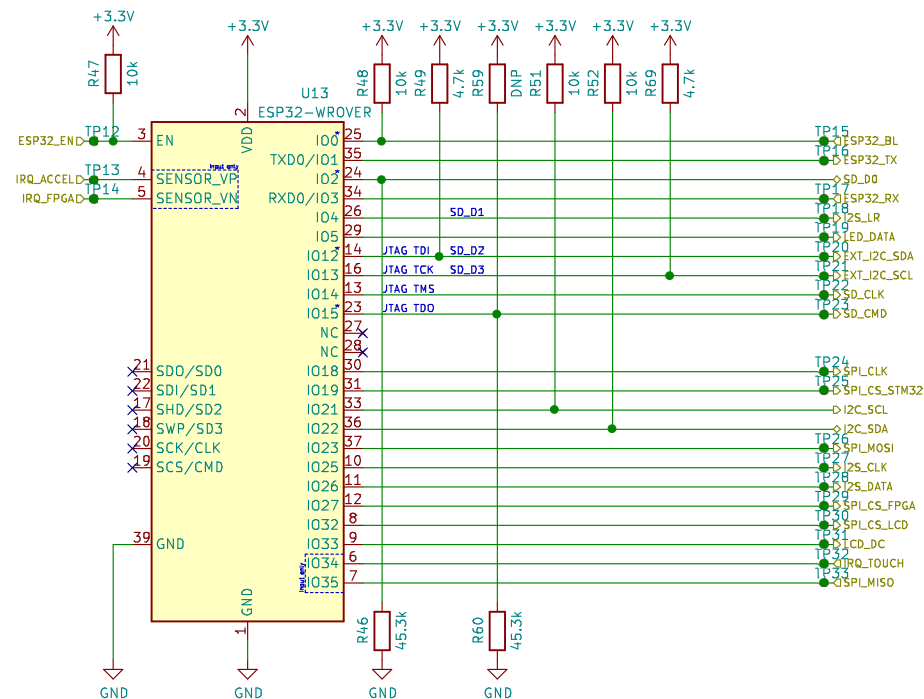 +3.3V
+3.3V
+3.3V
+3.3V
+3.3V
+3.3V
+3.3V
+3.3V
R47
10k
R48
10k
R49
4.7k
R59
DNP
R51
10k
R52
10k
R69
4.7k
U13
ESP32-WROVER
2
VDD
ESP32_EN
TP12
3
EN
IRQ_ACCEL
TP13
4
Input only
SENSOR_VP
IRQ_FPGA
TP14
5
SENSOR_VN
IO0
*
25
TP15
ESP32_BL
TXD0/IO1
35
TP16
ESP32_TX
IO2
*
24
SD_D0
RXD0/IO3
34
TP17
ESP32_RX
IO4
26
SD_D1
TP18
I2S_LR
IO5
29
TP19
LED_DATA
IO12
*
14
JTAG TDI
SD_D2
TP20
EXT_I2C_SDA
IO13
16
JTAG TCK
SD_D3
TP21
EXT_I2C_SCL
IO14
13
JTAG TMS
TP22
SD_CLK
IO15
*
23
JTAG TDO
TP23
SD_CMD
NC
27
NC
28
21
SDO/SD0
IO18
30
TP24
SPI_CLK
22
SDI/SD1
IO19
31
TP25
SPI_CS_STM32
17
SHD/SD2
IO21
33
I2C_SCL
18
SWP/SD3
IO22
36
I2C_SDA
20
SCK/CLK
IO23
37
TP26
SPI_MOSI
19
SCS/CMD
IO25
10
TP27
I2S_CLK
IO26
11
TP28
I2S_DATA
IO27
12
TP29
SPI_CS_FPGA
IO32
8
TP30
SPI_CS_LCD
39
GND
IO33
9
TP31
LCD_DC
Input only
IO34
6
TP32
IRQ_TOUCH
IO35
7
TP33
SPI_MISO
GND
1
R46
45.3k
R60
45.3k
GND
GND
GND
GND